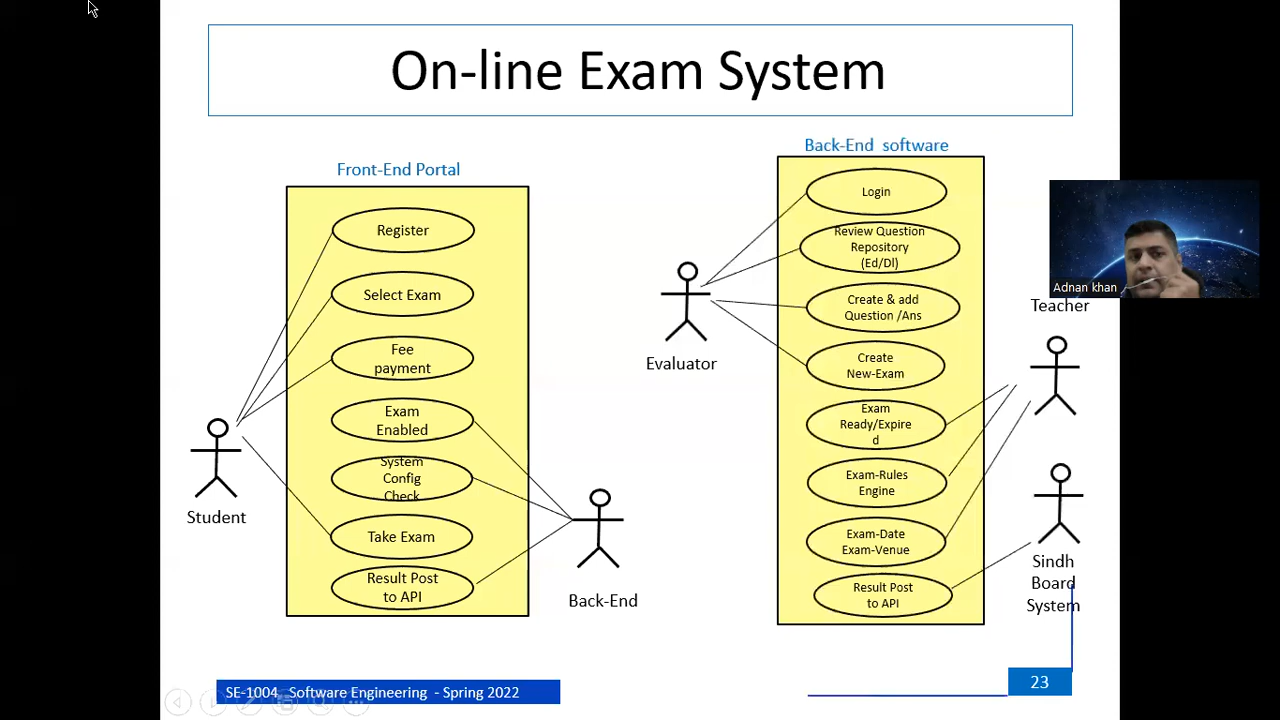 On-line Exam System
Front-End Portal
Register
Select Exam
Fee
payment
Exam
Enabled
System
Config
Check
Take Exam
Result Post
to API
Student
Back-End
Back-End software
Login
Review Question
Repository
(Ed/Dl)
Create & add
Question /Ans
Create
New-Exam
Exam
Ready/Expire
d
Exam-Rules
Engine
Exam-Date
Exam-Venue
Result Post
to API
Evaluator
Adnan khan
Teacher
Sindh
Board
System
SE-1004 Software Engineering - Spring 2022
23